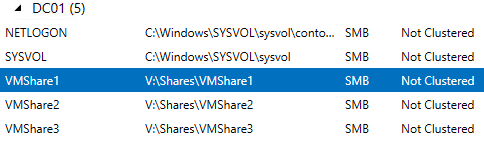 DC01 (5)
NETLOGON C:\Windows\SYSVOL\sysvol\conto... SMB Not Clustered
SYSVOL C:\Windows\SYSVOL\sysvol SMB Not Clustered
VMShare1 V:\Shares\VMShare1 SMB Not Clustered
VMShare2 V:\Shares\VMShare2 SMB Not Clustered
VMShare3 V:\Shares\VMShare3 SMB Not Clustered